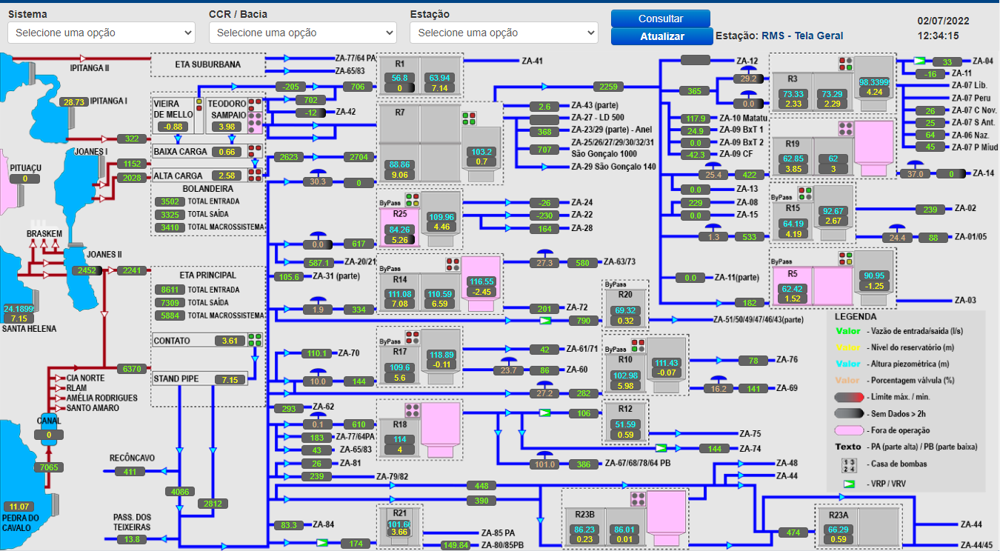 Sistema
CCR / Bacia
Estação
Selecione uma opção
Selecione uma opção
Selecione uma opção
Consultar
Atualizar
Estação: RMS - Tela Geral
02/07/2022
12:34:15
IPITANGA II
ETA SUBURBANA
ZA-77/64 PA
ZA-65/83
28.73
IPITANGA I
322
VIEIRA
DE MELLO
-0.88
TEODORO
SAMPAIO
3.98
-205
706
702
-12
ZA-42
BAIXA CARGA
0.66
JOANES I
1152
2028
PITUAÇU
0
ALTA CARGA
2.58
BOLANDEIRA
3502 TOTAL ENTRADA
3325 TOTAL SAÍDA
3410 TOTAL MACROSSISTEMA
2623
2704
30.3
0
R1
56.8
0
63.94
7.14
ZA-41
R7
88.86
9.06
103.2
0.7
2259
2.6
ZA-43 (parte)
ZA-27 - LD 500
368
ZA-23/29 (parte) - Anel
707
ZA-25/26/27/29/30/32/31
São Gonçalo 1000
ZA-29 São Gonçalo 140
ByPass
R25
84.26
5.26
109.96
4.46
-26
ZA-24
-230
ZA-22
164
ZA-28
0.0
617
587.1
ZA-20/21
105.6
ZA-31 (parte)
BRASKEM
JOANES II
2452
2241
24.1899
7.15
SANTA HELENA
ETA PRINCIPAL
8611 TOTAL ENTRADA
7309 TOTAL SAÍDA
5884 TOTAL MACROSSISTEMA
CONTATO
3.61
STAND PIPE
7.15
6370
CIA NORTE
RLAM
AMÉLIA RODRIGUES
SANTO AMARO
CANAL
0
7065
11.07
PEDRA DO
CAVALO
RECÔNCAVO
411
4086
2812
PASS. DOS
TEIXEIRAS
13.8
ByPass
R14
111.08
7.08
110.59
6.59
116.55
-2.45
27.3
580
ZA-63/73
1.9
334
201
ZA-72
790
ByPass
R20
69.32
0.32
ZA-51/50/49/47/46/43(parte)
ByPass
R17
109.6
5.6
118.89
-0.11
110.1
ZA-70
10.0
144
42
ZA-61/71
23.7
86
ZA-60
27.2
282
ByPass
R10
102.98
5.98
111.43
-0.07
78
ZA-76
16.2
141
ZA-69
293
ZA-62
0.1
610
183
ZA-77/64PA
43
ZA-65/83
26
ZA-81
239
ZA-79/82
R18
114
4
106
R12
51.59
0.59
ZA-75
144
ZA-74
101.0
386
ZA-67/68/78/64 PB
448
390
ZA-48
ZA-44
83.3
ZA-84
174
R21
3.66
ZA-85 PA
149.84
ZA-80/85PB
R23B
86.23
0.23
86.01
0.01
474
R23A
66.29
0.59
ZA-44
ZA-44/45
ZA-12
365
29.2
0.0
117.9
ZA-10 Matatu
24.9
ZA-09 BxT 1
0.0
ZA-09 BxT 2
-42.3
ZA-09 CF
25.4
422
0.0
ZA-13
229
ZA-08
0.0
ZA-15
1.3
533
0.0
ZA-11(parte)
182
R3
73.33
2.33
73.29
2.29
98.33999
4.24
33
ZA-04
-16
ZA-11
ZA-07 Lib.
ZA-07 Peru
26
ZA-07 C Nov.
25
ZA-07 S Ant.
64
ZA-06 Naz.
45
ZA-07 P Miud
R19
62.85
3.85
62
3
37.0
0
ZA-14
ByPass
R15
64.19
4.19
92.67
2.67
239
ZA-02
24.4
88
ZA-01/05
ByPass
R5
62.42
1.52
90.95
-1.25
ZA-03
LEGENDA
Valor - Vazão de entrada/saída (l/s)
Valor - Nível do reservatório (m)
Valor - Altura piezométrica (m)
Valor - Porcentagem válvula (%)
- Limite máx. / min.
- Sem Dados > 2h
- Fora de operação
Texto - PA (parte alta) / PB (parte baixa)
1 3
2 4
- Casa de bombas
- VRP / VRV